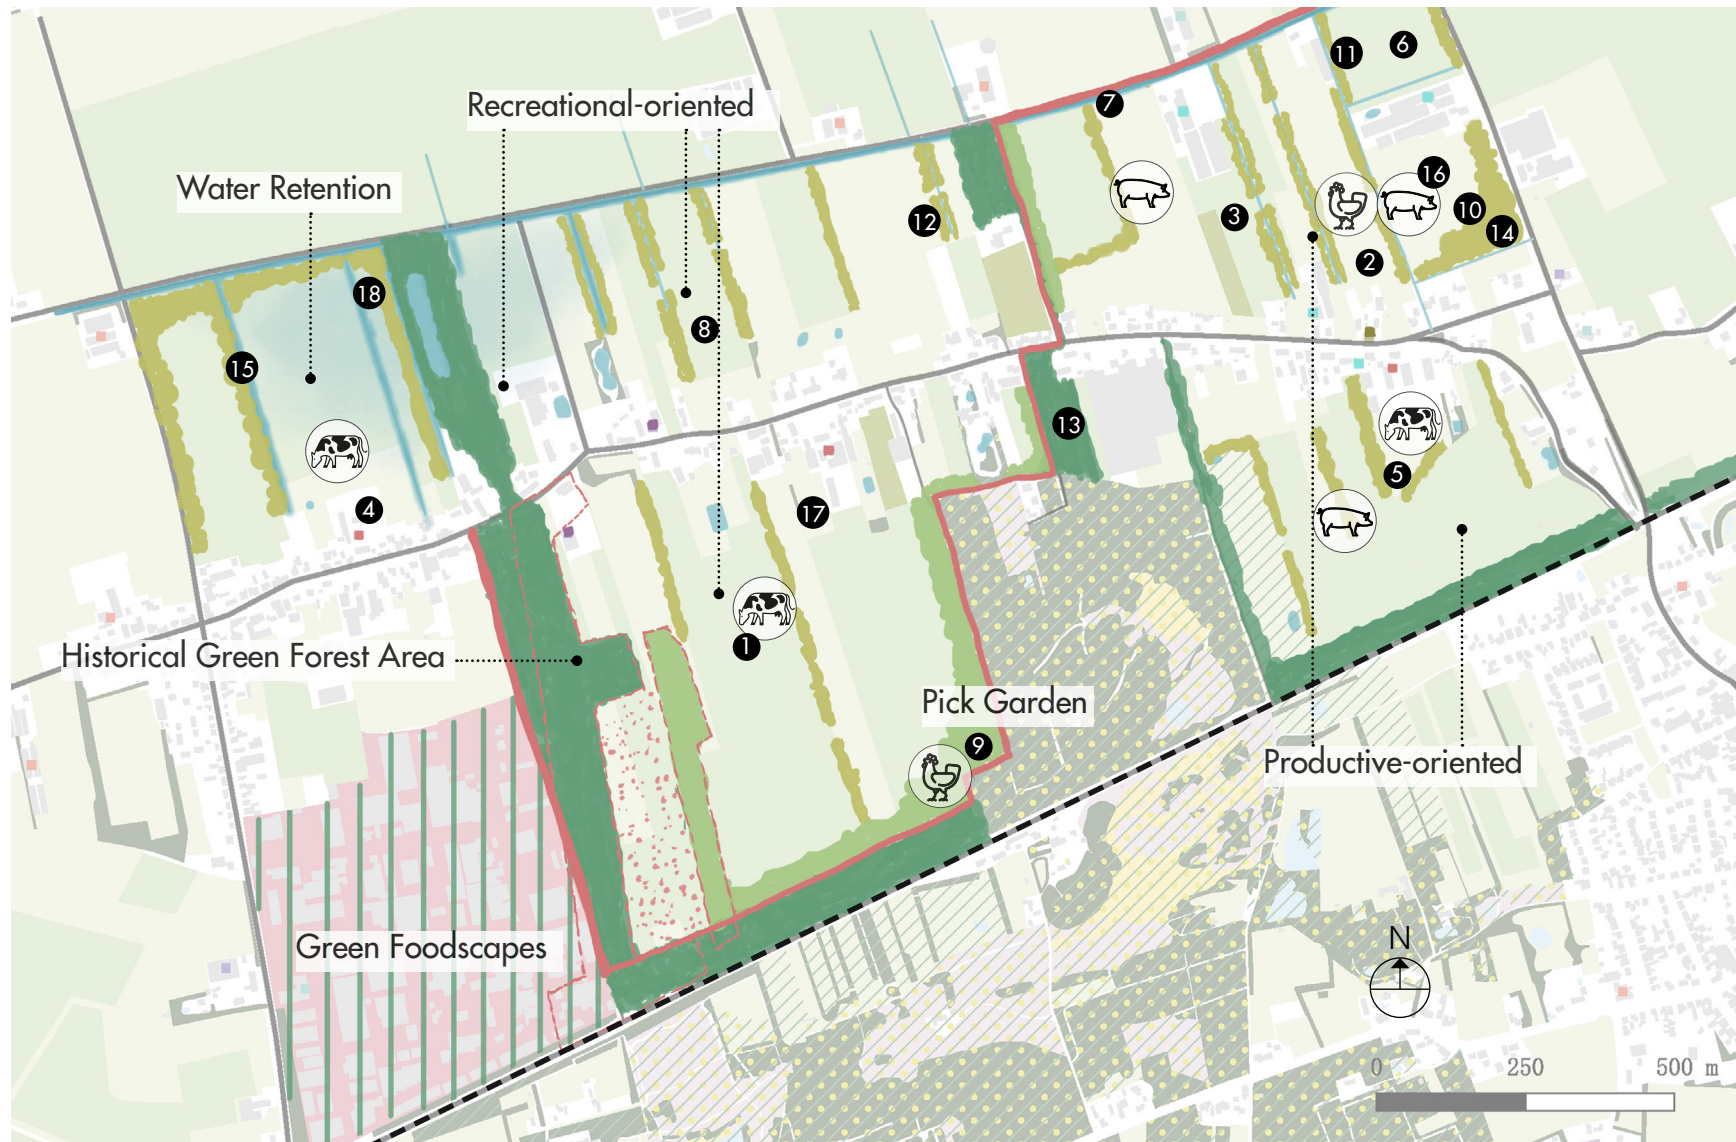 6
11
Recreational-oriented
7
16
Water Retention
10
3
12
14
2
18
8
15
13
5
4
17
1
Historical Green Forest Area
Pick Garden
9
Productive-oriented
Green Foodscapes
N
0 250 500 m